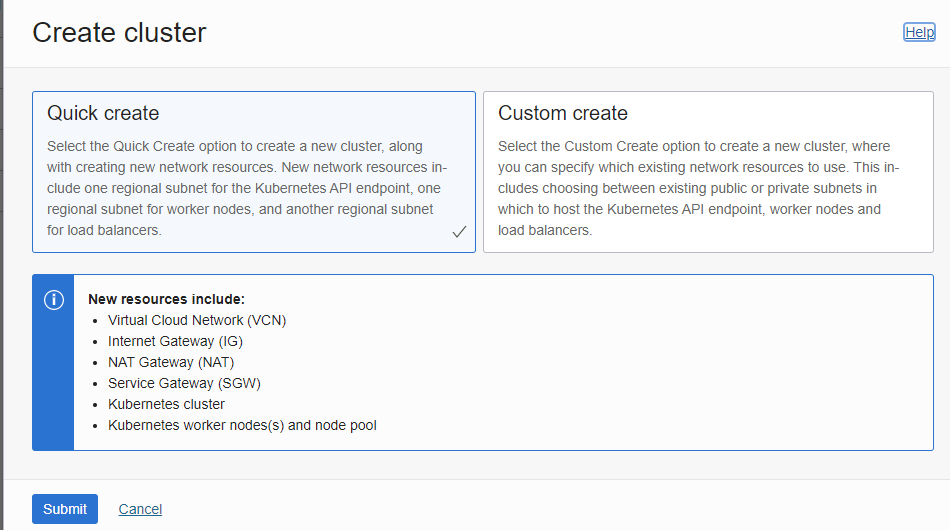 Create cluster
Help
Quick create
Select the Quick Create option to create a new cluster, along
with creating new network resources. New network resources in-
clude one regional subnet for the Kubernetes API endpoint, one
regional subnet for worker nodes, and another regional subnet
for load balancers.
Custom create
Select the Custom Create option to create a new cluster, where
you can specify which existing network resources to use. This in-
cludes choosing between existing public or private subnets in
which to host the Kubernetes API endpoint, worker nodes and
load balancers.
New resources include:
• Virtual Cloud Network (VCN)
• Internet Gateway (IG)
• NAT Gateway (NAT)
• Service Gateway (SGW)
• Kubernetes cluster
• Kubernetes worker nodes(s) and node pool
Submit
Cancel